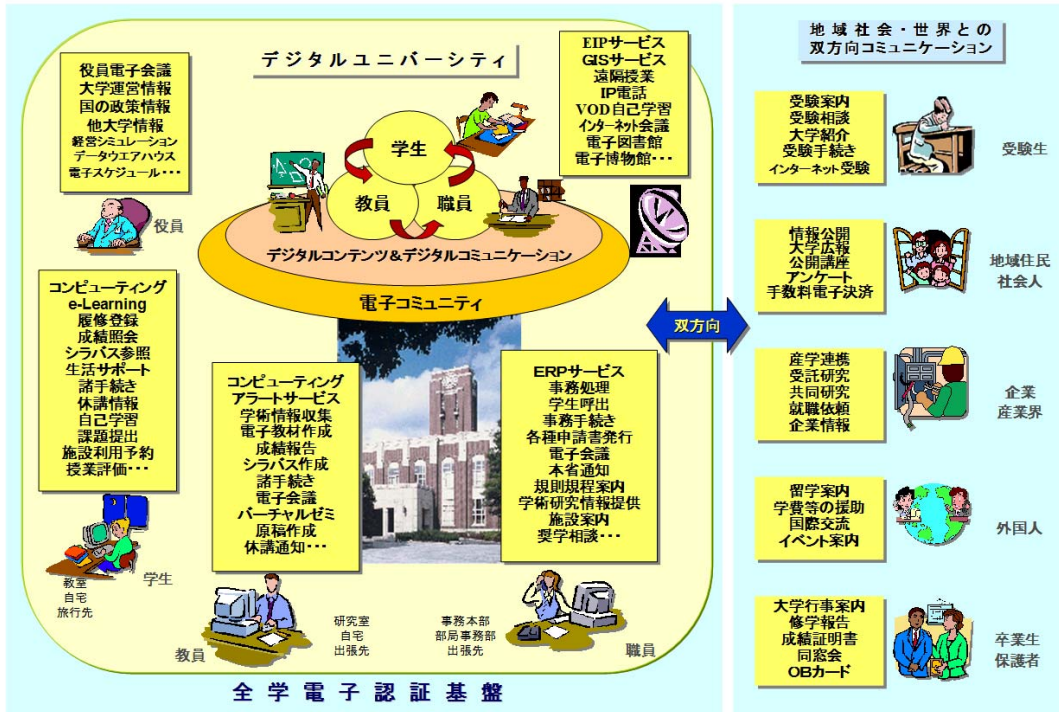 デジタルユニバーシティ
役員電子会議
大学運営情報
国の政策情報
他大学情報
経営シミュレーション
データウエアハウス
電子スケジュール・・・
役員
EIPサービス
GISサービス
遠隔授業
IP電話
VOD自己学習
インターネット会議
電子図書館
電子博物館・・・
学生
教員
職員
デジタルコンテンツ&デジタルコミュニケーション
電子コミュニティ
コンピューティング
e-Learning
履修登録
成績照会
シラバス参照
生活サポート
諸手続き
休講情報
自己学習
課題提出
施設利用予約
授業評価・・・
学生
教室
自宅
旅行先
コンピューティング
アラートサービス
学術情報収集
電子教材作成
成績報告
シラバス作成
諸手続き
電子会議
バーチャルゼミ
原稿作成
休講通知・・・
教員
研究室
自宅
出張先
ERPサービス
事務処理
学生呼出
事務手続き
各種申請書発行
電子会議
本省通知
規則規程案内
学術研究情報提供
施設案内
奨学相談・・・
事務本部
部局事務部
出張先
職員
全学電子認証基盤
双方向
地域社会・世界との
双方向コミュニケーション
受験案内
受験相談
大学紹介
受験手続き
インターネット受験
受験生
情報公開
大学広報
公開講座
アンケート
手数料電子決済
地域住民
社会人
産学連携
受託研究
共同研究
就職依頼
企業情報
企業
産業界
留学案内
学費等の援助
国際交流
イベント案内
外国人
大学行事案内
修学報告
成績証明書
同窓会
OBカード
卒業生
保護者